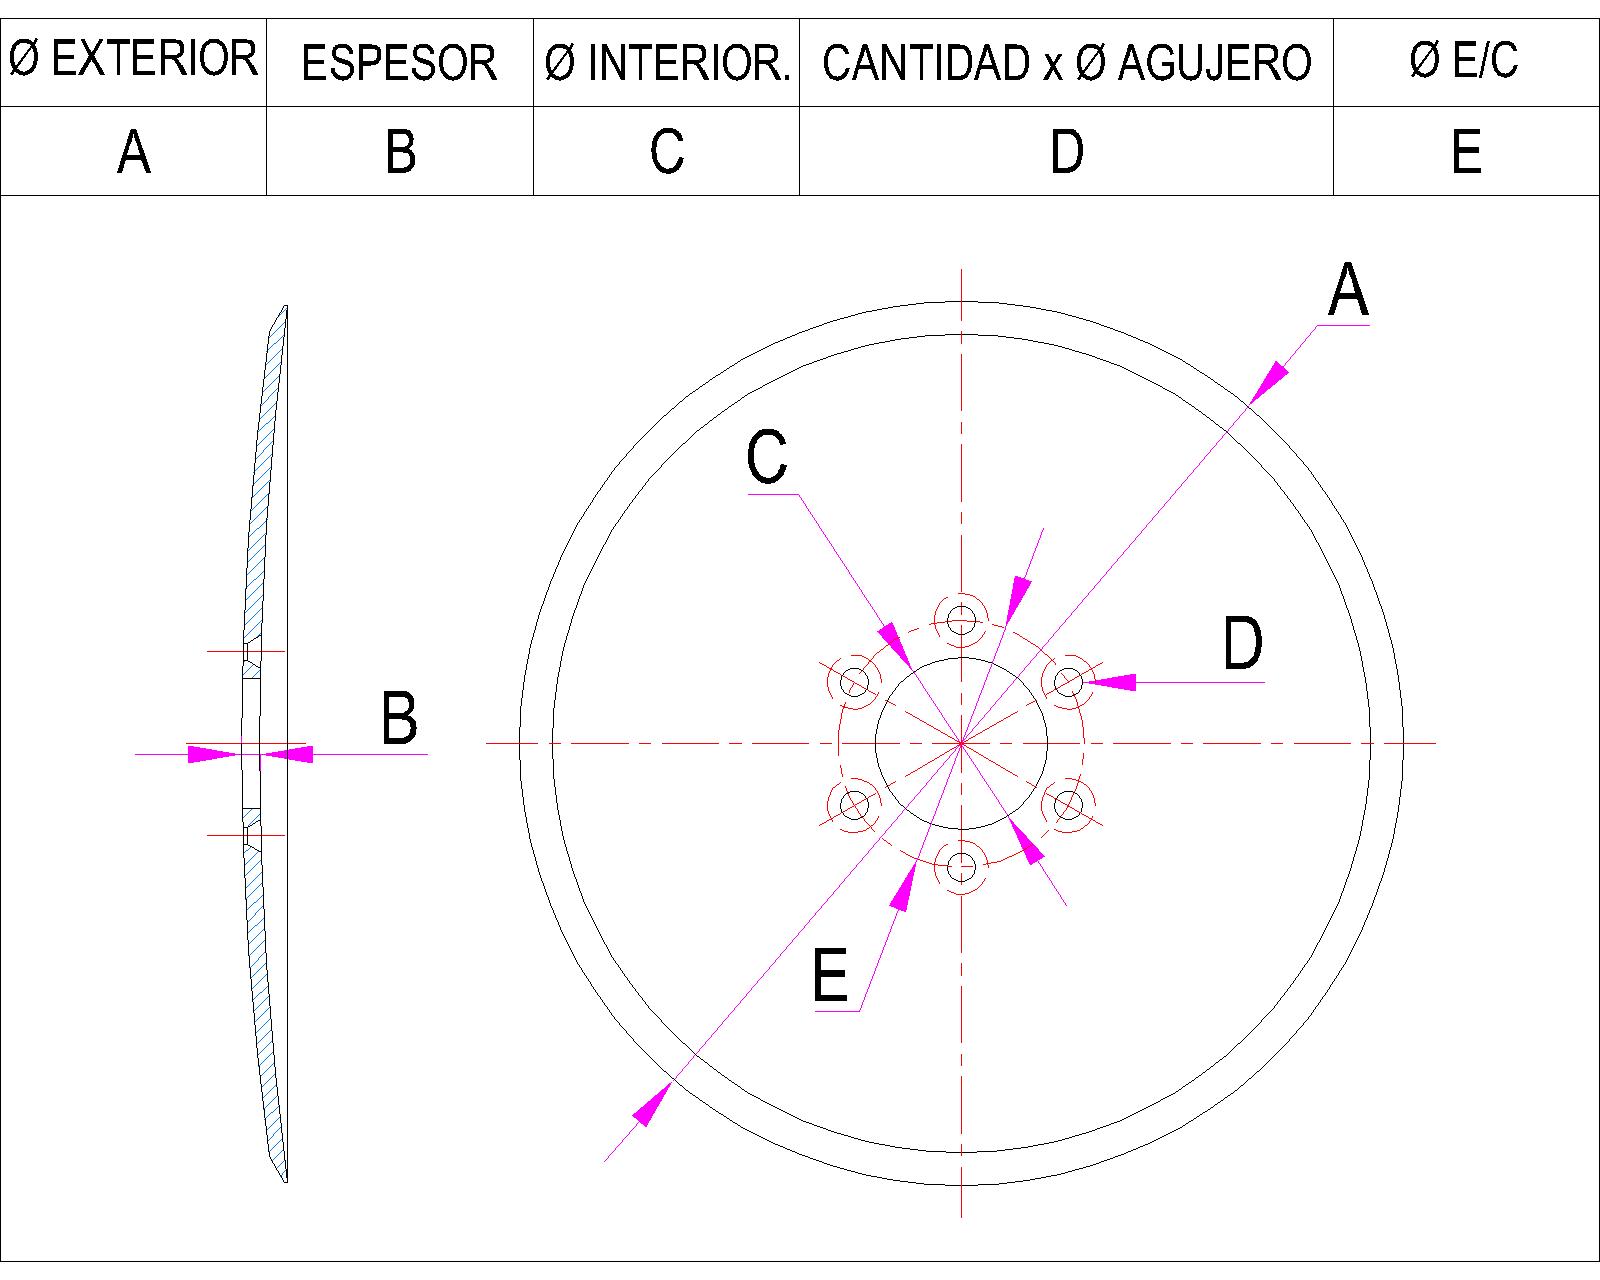 Ø EXTERIOR ESPESOR Ø INTERIOR. CANTIDAD x Ø AGUJERO Ø E/C
A B C D E
A
C
D
B
E